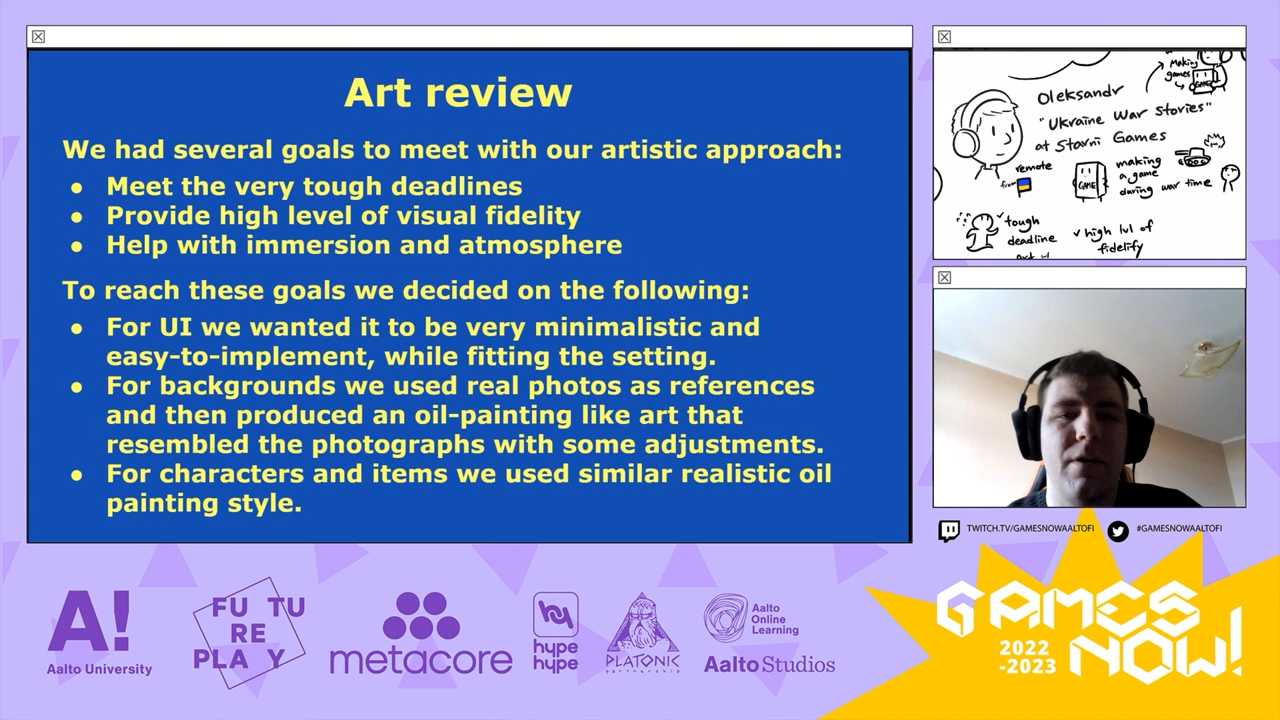 Art review
We had several goals to meet with our artistic approach:
● Meet the very tough deadlines
● Provide high level of visual fidelity
● Help with immersion and atmosphere
To reach these goals we decided on the following:
● For UI we wanted it to be very minimalistic and
easy-to-implement, while fitting the setting.
● For backgrounds we used real photos as references
and then produced an oil-painting like art that
resembled the photographs with some adjustments.
● For characters and items we used similar realistic oil
painting style.
Making
games
GAME
Oleksandr
"Ukraine War Stories"
at Starni Games
remote
from
GAME
making
a game
during war time
✓tough
deadline
✓high lvl of
fidelify
TWITCH.TV/GAMESNOWAALTOFI
#GAMESNOWAALTOFI
A!
Aalto University
FU TU
RE
PLA Y
metacore
hype
hype
PLATONIC
partnership
Aalto
Online
Learning
Aalto Studios
GAMES
2022
-2023
NOW!